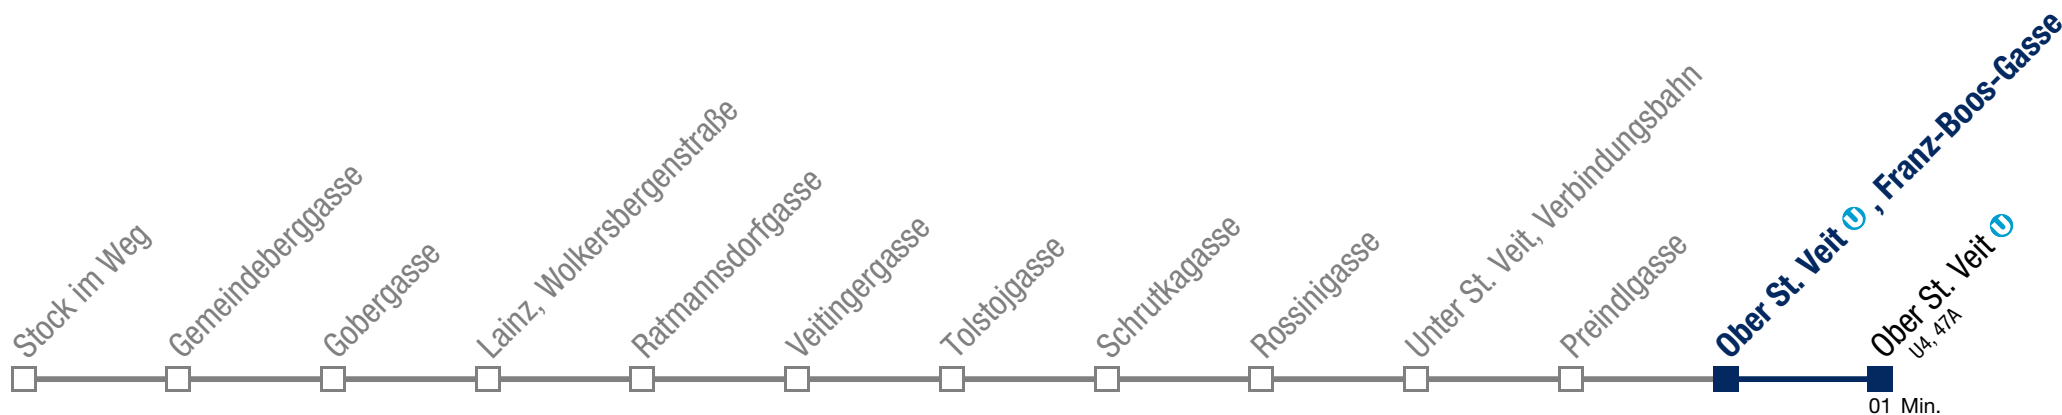 Stock im Weg
Gemeindeberggasse
Gobergasse
Lainz, Wolkersbergenstraße
Ratmannsdorfgasse
Veitingergasse
Tolstojgasse
Schrutkagasse
Rossinigasse
Unter St. Veit, Verbindungsbahn
Preindlgasse
Ober St. Veit U , Franz-Boos-Gasse
Ober St. Veit U
U4, 47A
01 Min.